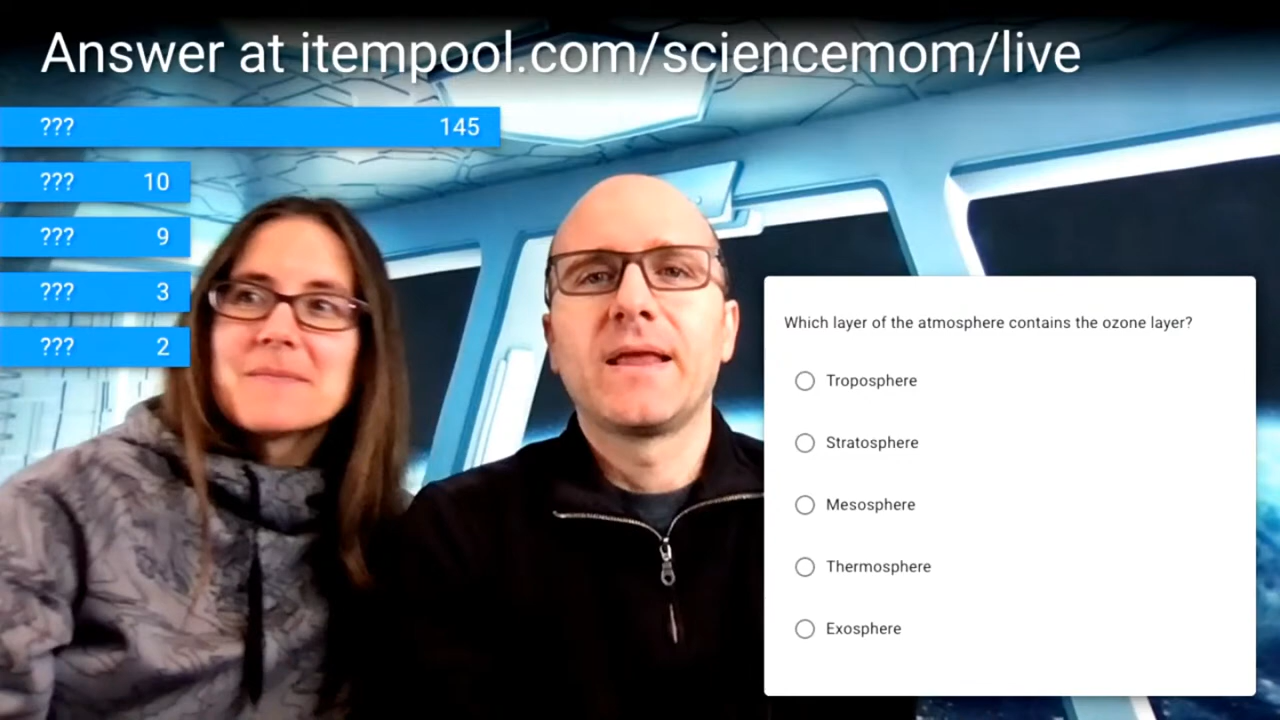 Answer at itempool.com/sciencemom/live
??? 145
??? 10
??? 9
??? 3
??? 2
Which layer of the atmosphere contains the ozone layer?
Troposphere
Stratosphere
Mesosphere
Thermosphere
Exosphere